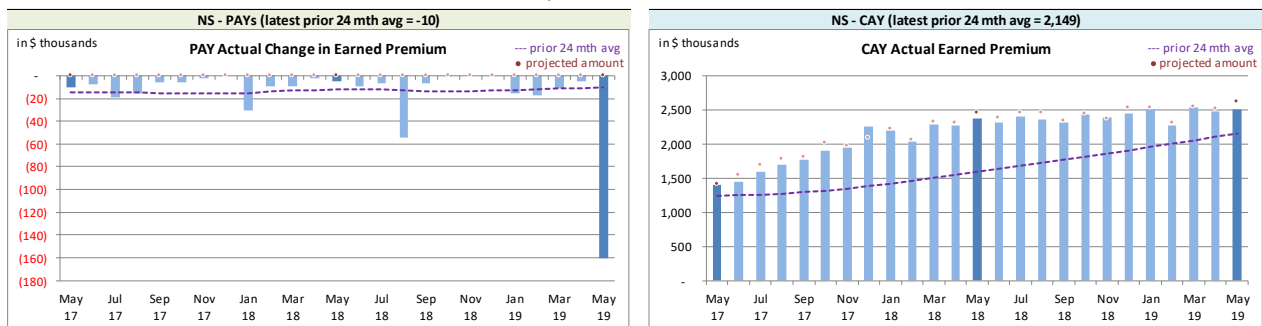 NS - PAYs (latest prior 24 mth avg = -10)
in $ thousands
PAY Actual Change in Earned Premium
--- prior 24 mth avg
• projected amount
-
(20)
(40)
(60)
(80)
(100)
(120)
(140)
(160)
(180)
May Jul Sep Nov Jan Mar May Jul Sep Nov Jan Mar May
17 17 17 17 18 18 18 18 18 18 19 19 19
NS - CAY (latest prior 24 mth avg = 2,149)
in $ thousands
CAY Actual Earned Premium
--- prior 24 mth avg
• projected amount
3,000
2,500
2,000
1,500
1,000
500
-
May Jul Sep Nov Jan Mar May Jul Sep Nov Jan Mar May
17 17 17 17 18 18 18 18 18 18 19 19 19